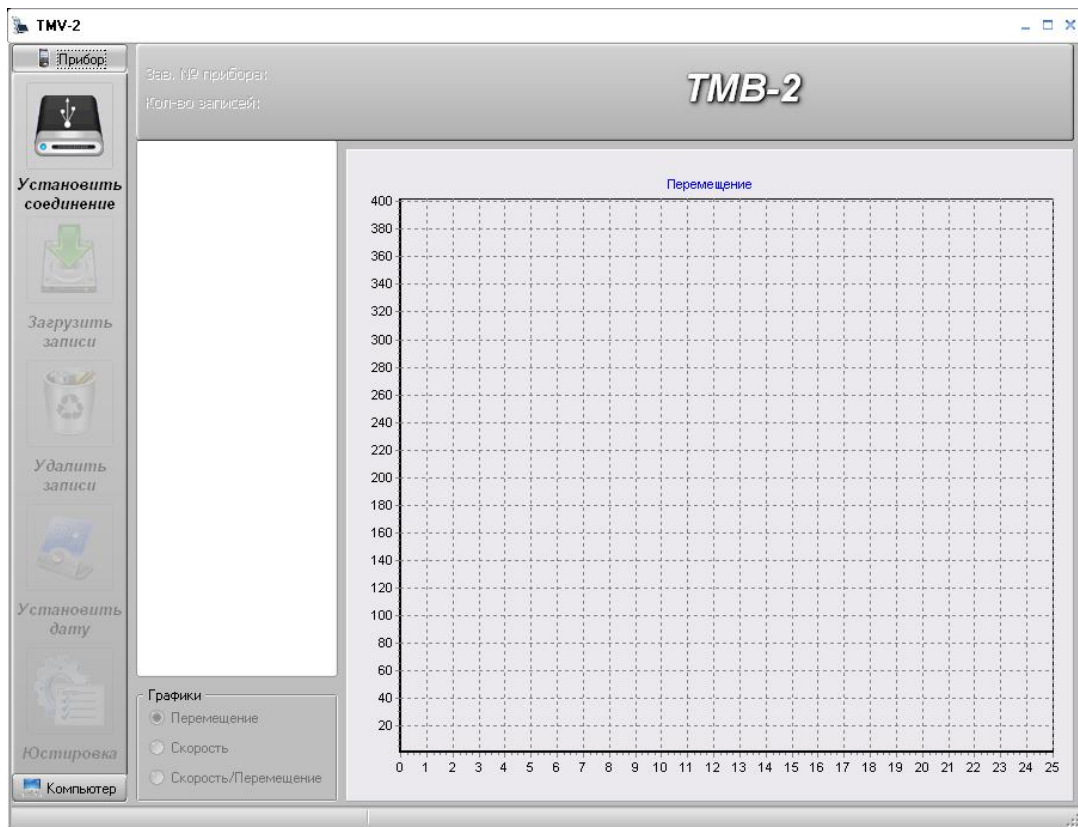 TMV-2
Прибор
Зав. № прибора:
Кол-во записей:
ТМВ-2
Установить
соединение
Загрузить
записи
Удалить
записи
Установить
дату
Юстировка
Компьютер
Графики
Перемещение
Скорость
Скорость/Перемещение
Перемещение
400
380
360
340
320
300
280
260
240
220
200
180
160
140
120
100
80
60
40
20
0 1 2 3 4 5 6 7 8 9 10 11 12 13 14 15 16 17 18 19 20 21 22 23 24 25